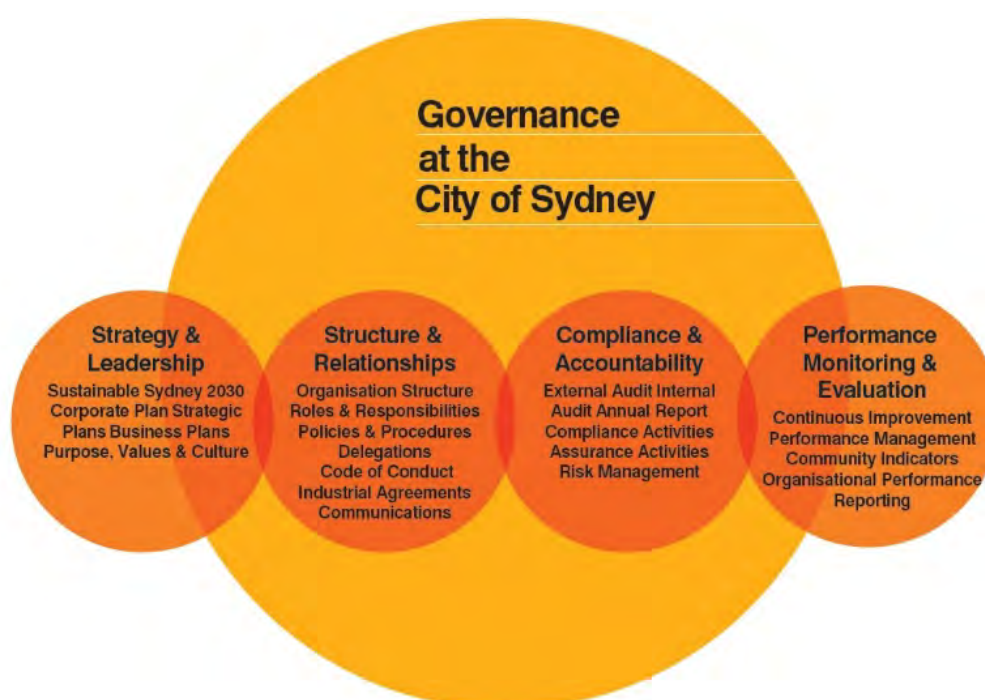 Governance
at the
City of Sydney
Strategy &
Leadership
Sustainable Sydney 2030
Corporate Plan Strategic
Plans Business Plans
Purpose, Values & Culture
Structure &
Relationships
Organisation Structure
Roles & Responsibilities
Policies & Procedures
Delegations
Code of Conduct
Industrial Agreements
Communications
Compliance &
Accountability
External Audit Internal
Audit Annual Report
Compliance Activities
Assurance Activities
Risk Management
Performance
Monitoring &
Evaluation
Continuous Improvement
Performance Management
Community Indicators
Organisational Performance
Reporting